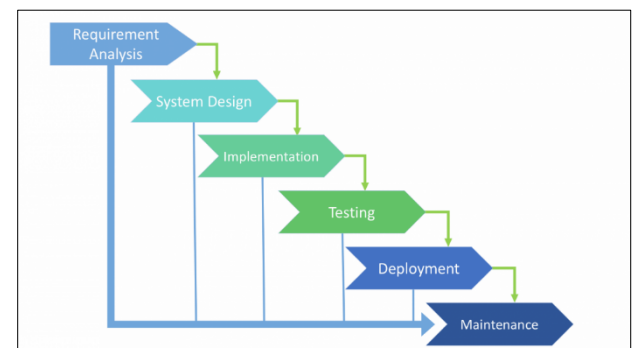 Requirement
Analysis
System Design
Implementation
Testing
Deployment
Maintenance